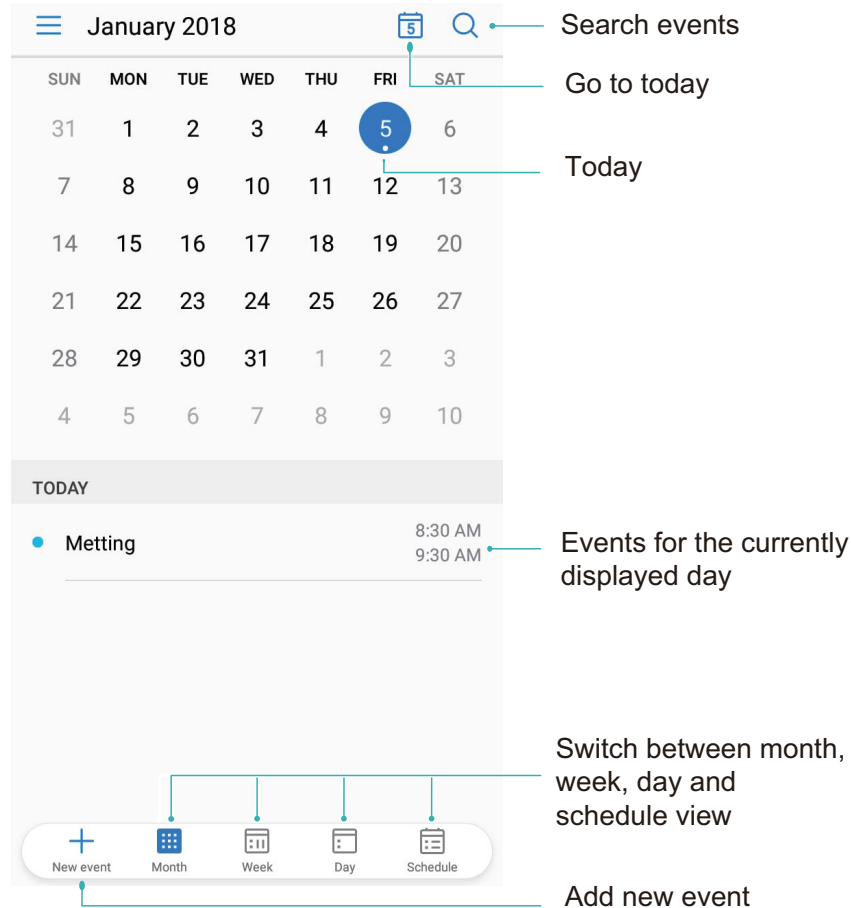 January 2018
5
Search events
Go to today
SUN MON TUE WED THU FRI SAT
31 1 2 3 4 5 6
Today
7 8 9 10 11 12 13
14 15 16 17 18 19 20
21 22 23 24 25 26 27
28 29 30 31 1 2 3
4 5 6 7 8 9 10
TODAY
Metting
8:30 AM
9:30 AM
Events for the currently
displayed day
Switch between month,
week, day and
schedule view
New event Month Week Day Schedule
Add new event